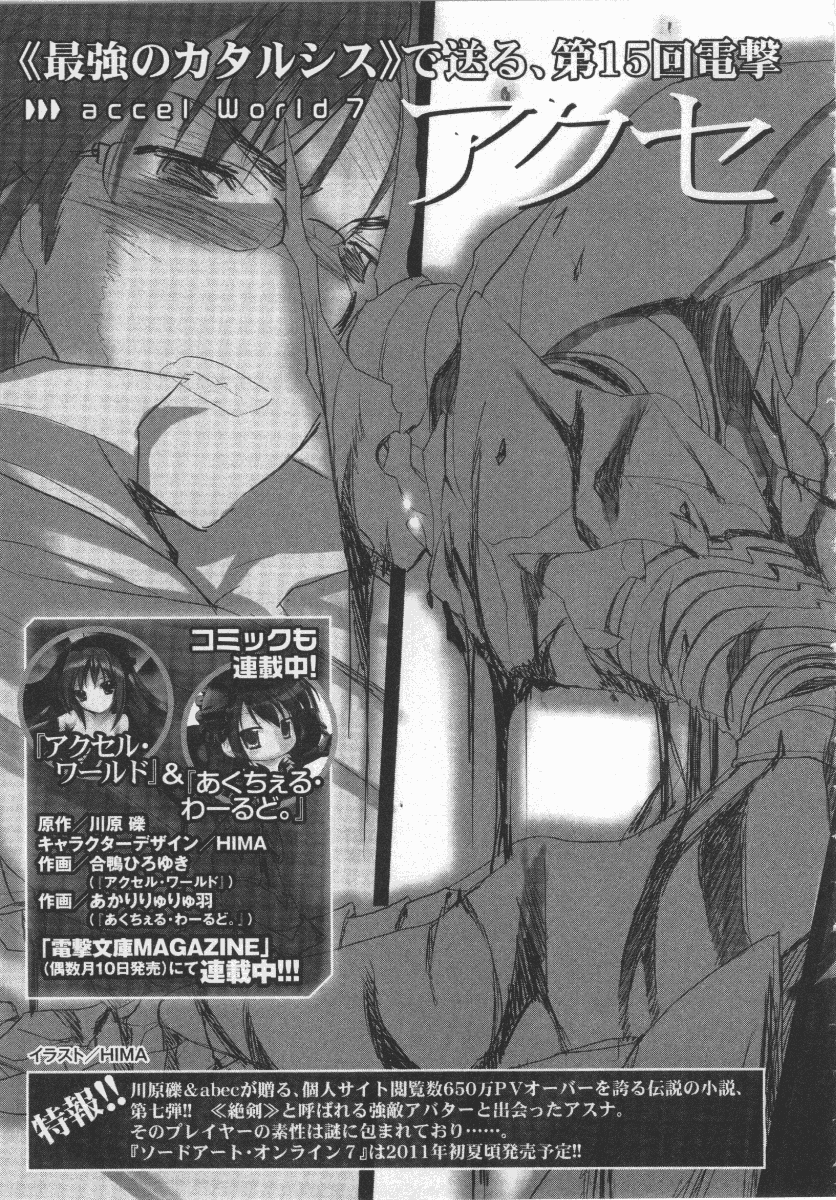 《最強のカタルシス》で送る、第15回電撃
accel World 7
アクセ
コミックも
連載中!
『アクセル・
ワールド』&『あくちぇる・
わーるど。』
原作/川原 礫
キャラクターデザイン/HIMA
作画/合鴨ひろゆき
(『アクセル・ワールド』)
作画/あかりりゅりゅ羽
(『あくちぇる・わーるど。』)
「電撃文庫MAGAZINE」
(偶数月10日発売)にて 連載中!!!
イラスト/HIMA
特報!!
川原礫&abecが贈る、個人サイト閲覧数650万PVオーバーを誇る伝説の小説、
第七弾!! 《絶剣》と呼ばれる強敵アバターと出会ったアスナ。
そのプレイヤーの素性は謎に包まれており……。
『ソードアート・オンライン7』は2011年初夏頃発売予定!!